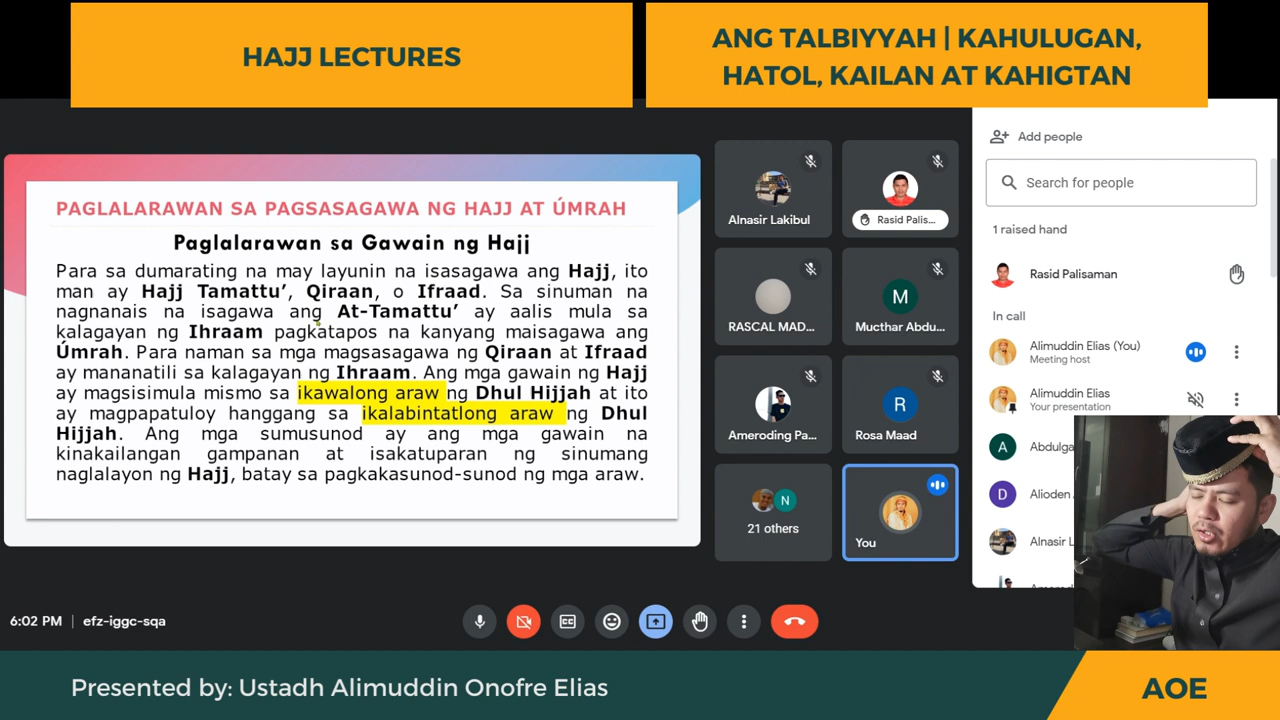 HAJJ LECTURES
ANG TALBIYYAH | KAHULUGAN,
HATOL, KAILAN AT KAHIGTAN
PAGLALARAWAN SA PAGSASAGAWA NG HAJJ AT ÚMRAH
Paglalarawan sa Gawain ng Hajj
Para sa dumarating na may layunin na isasagawa ang Hajj, ito
man ay Hajj Tamattu’, Qiraan, o Ifraad. Sa sinuman na
nagnanais na isagawa ang At-Tamattu’ ay aalis mula sa
kalagayan ng Ihraam pagkatapos na kanyang maisagawa ang
Úmrah. Para naman sa mga magsasagawa ng Qiraan at Ifraad
ay mananatili sa kalagayan ng Ihraam. Ang mga gawain ng Hajj
ay magsisimula mismo sa ikawalong araw ng Dhul Hijjah at ito
ay magpapatuloy hanggang sa ikalabintatlong araw ng Dhul
Hijjah. Ang mga sumusunod ay ang mga gawain na
kinakailangan gampanan at isakatuparan ng sinumang
naglalayon ng Hajj, batay sa pagkakasunod-sunod ng mga araw.
Alnasir Lakibul
Rasid Palis...
RASCAL MAD...
M
Mucthar Abdu...
Ameroding Pa...
R
Rosa Maad
N
21 others
You
Add people
Search for people
1 raised hand
Rasid Palisaman
In call
Alimuddin Elias (You)
Meeting host
Alimuddin Elias
Your presentation
A
Abdulga
D
Alioden
Alnasir L
6:02 PM | efz-iggc-sqa
CC
Presented by: Ustadh Alimuddin Onofre Elias
AOE